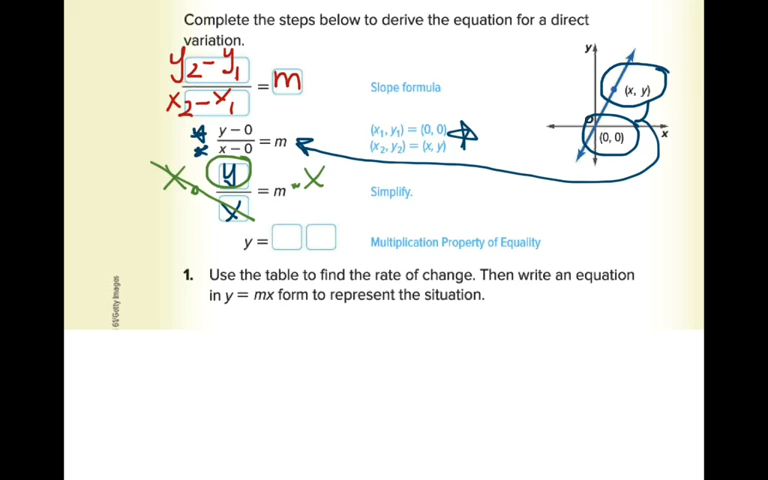 Complete the steps below to derive the equation for a direct
variation.
y₂ - y₁
x₂ - x₁
= m
Slope formula
y – 0
x – 0
= m
(x₁, y₁) = (0, 0)
(x₂, y₂) = (x, y)
x · y
x
= m · x
Simplify.
y =
Multiplication Property of Equality
y
(x, y)
(0, 0)
x
1. Use the table to find the rate of change. Then write an equation
in y = mx form to represent the situation.
61/Getty Images